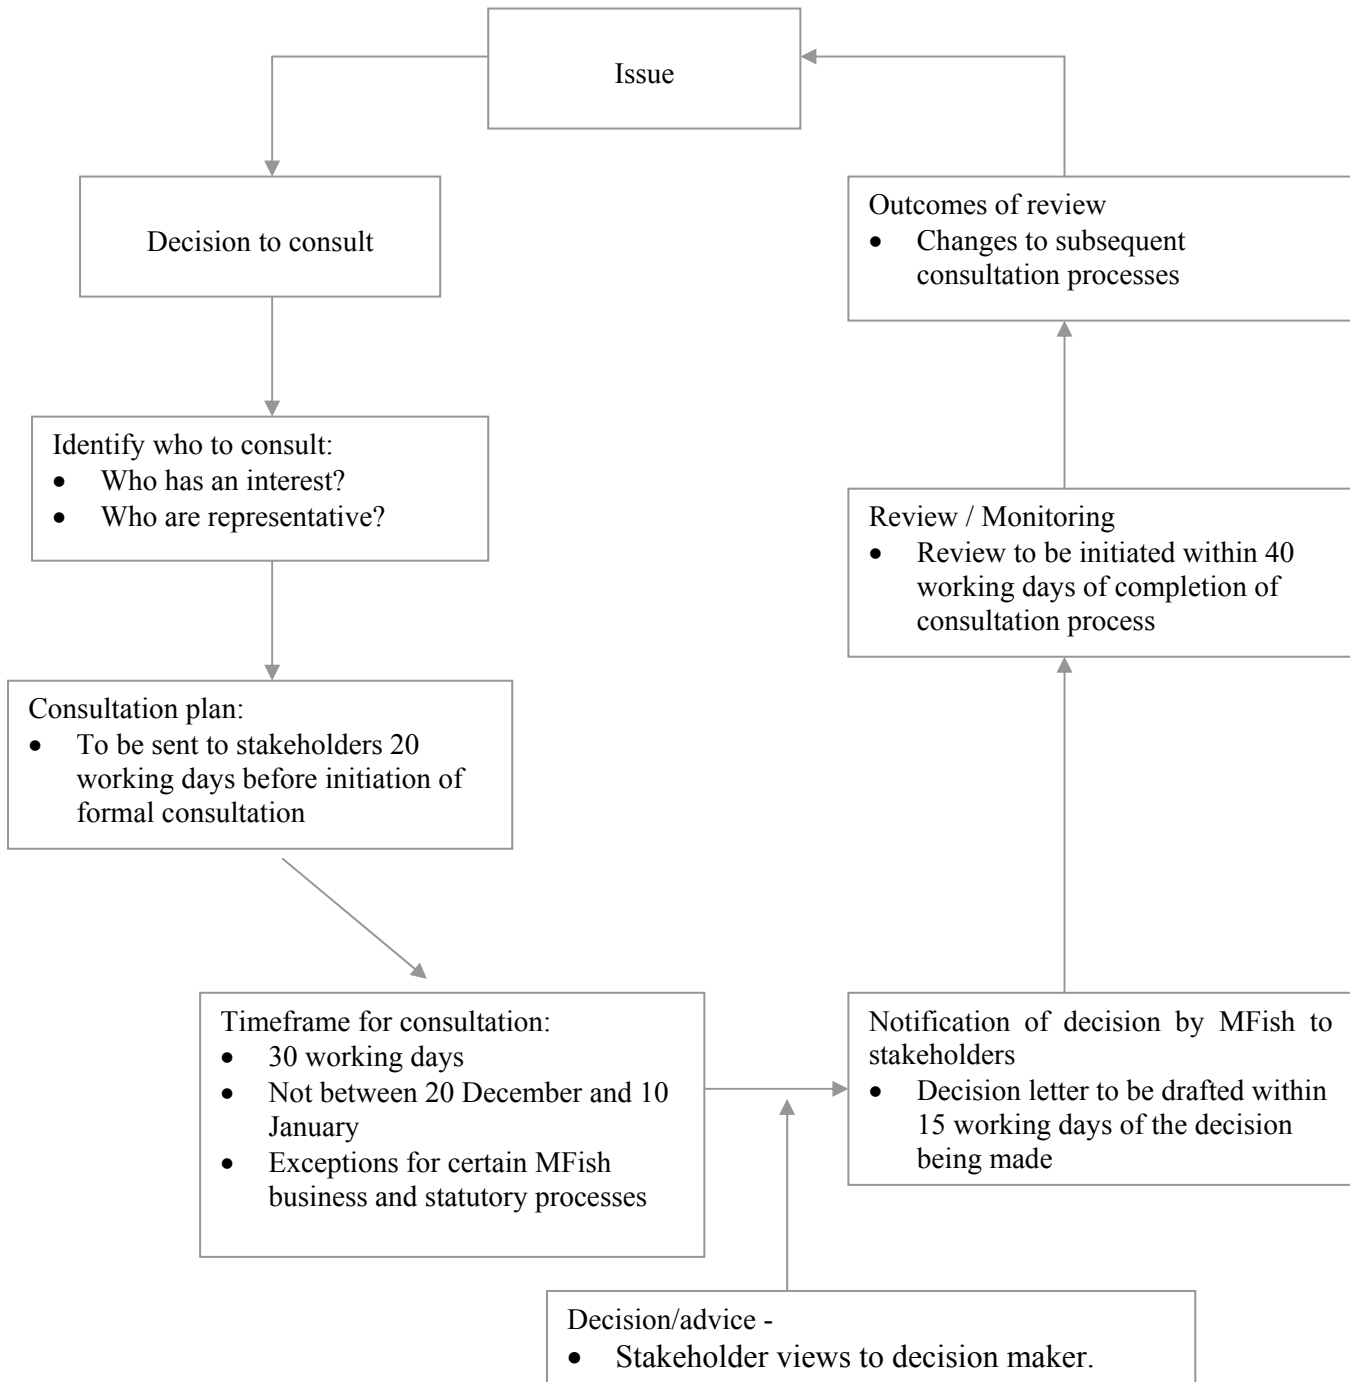 Issue
Decision to consult
Identify who to consult:
• Who has an interest?
• Who are representative?
Consultation plan:
• To be sent to stakeholders 20
working days before initiation of
formal consultation
Timeframe for consultation:
• 30 working days
• Not between 20 December and 10
January
• Exceptions for certain MFish
business and statutory processes
Decision/advice -
• Stakeholder views to decision maker.
Notification of decision by MFish to
stakeholders
• Decision letter to be drafted within
15 working days of the decision
being made
Review / Monitoring
• Review to be initiated within 40
working days of completion of
consultation process
Outcomes of review
• Changes to subsequent
consultation processes